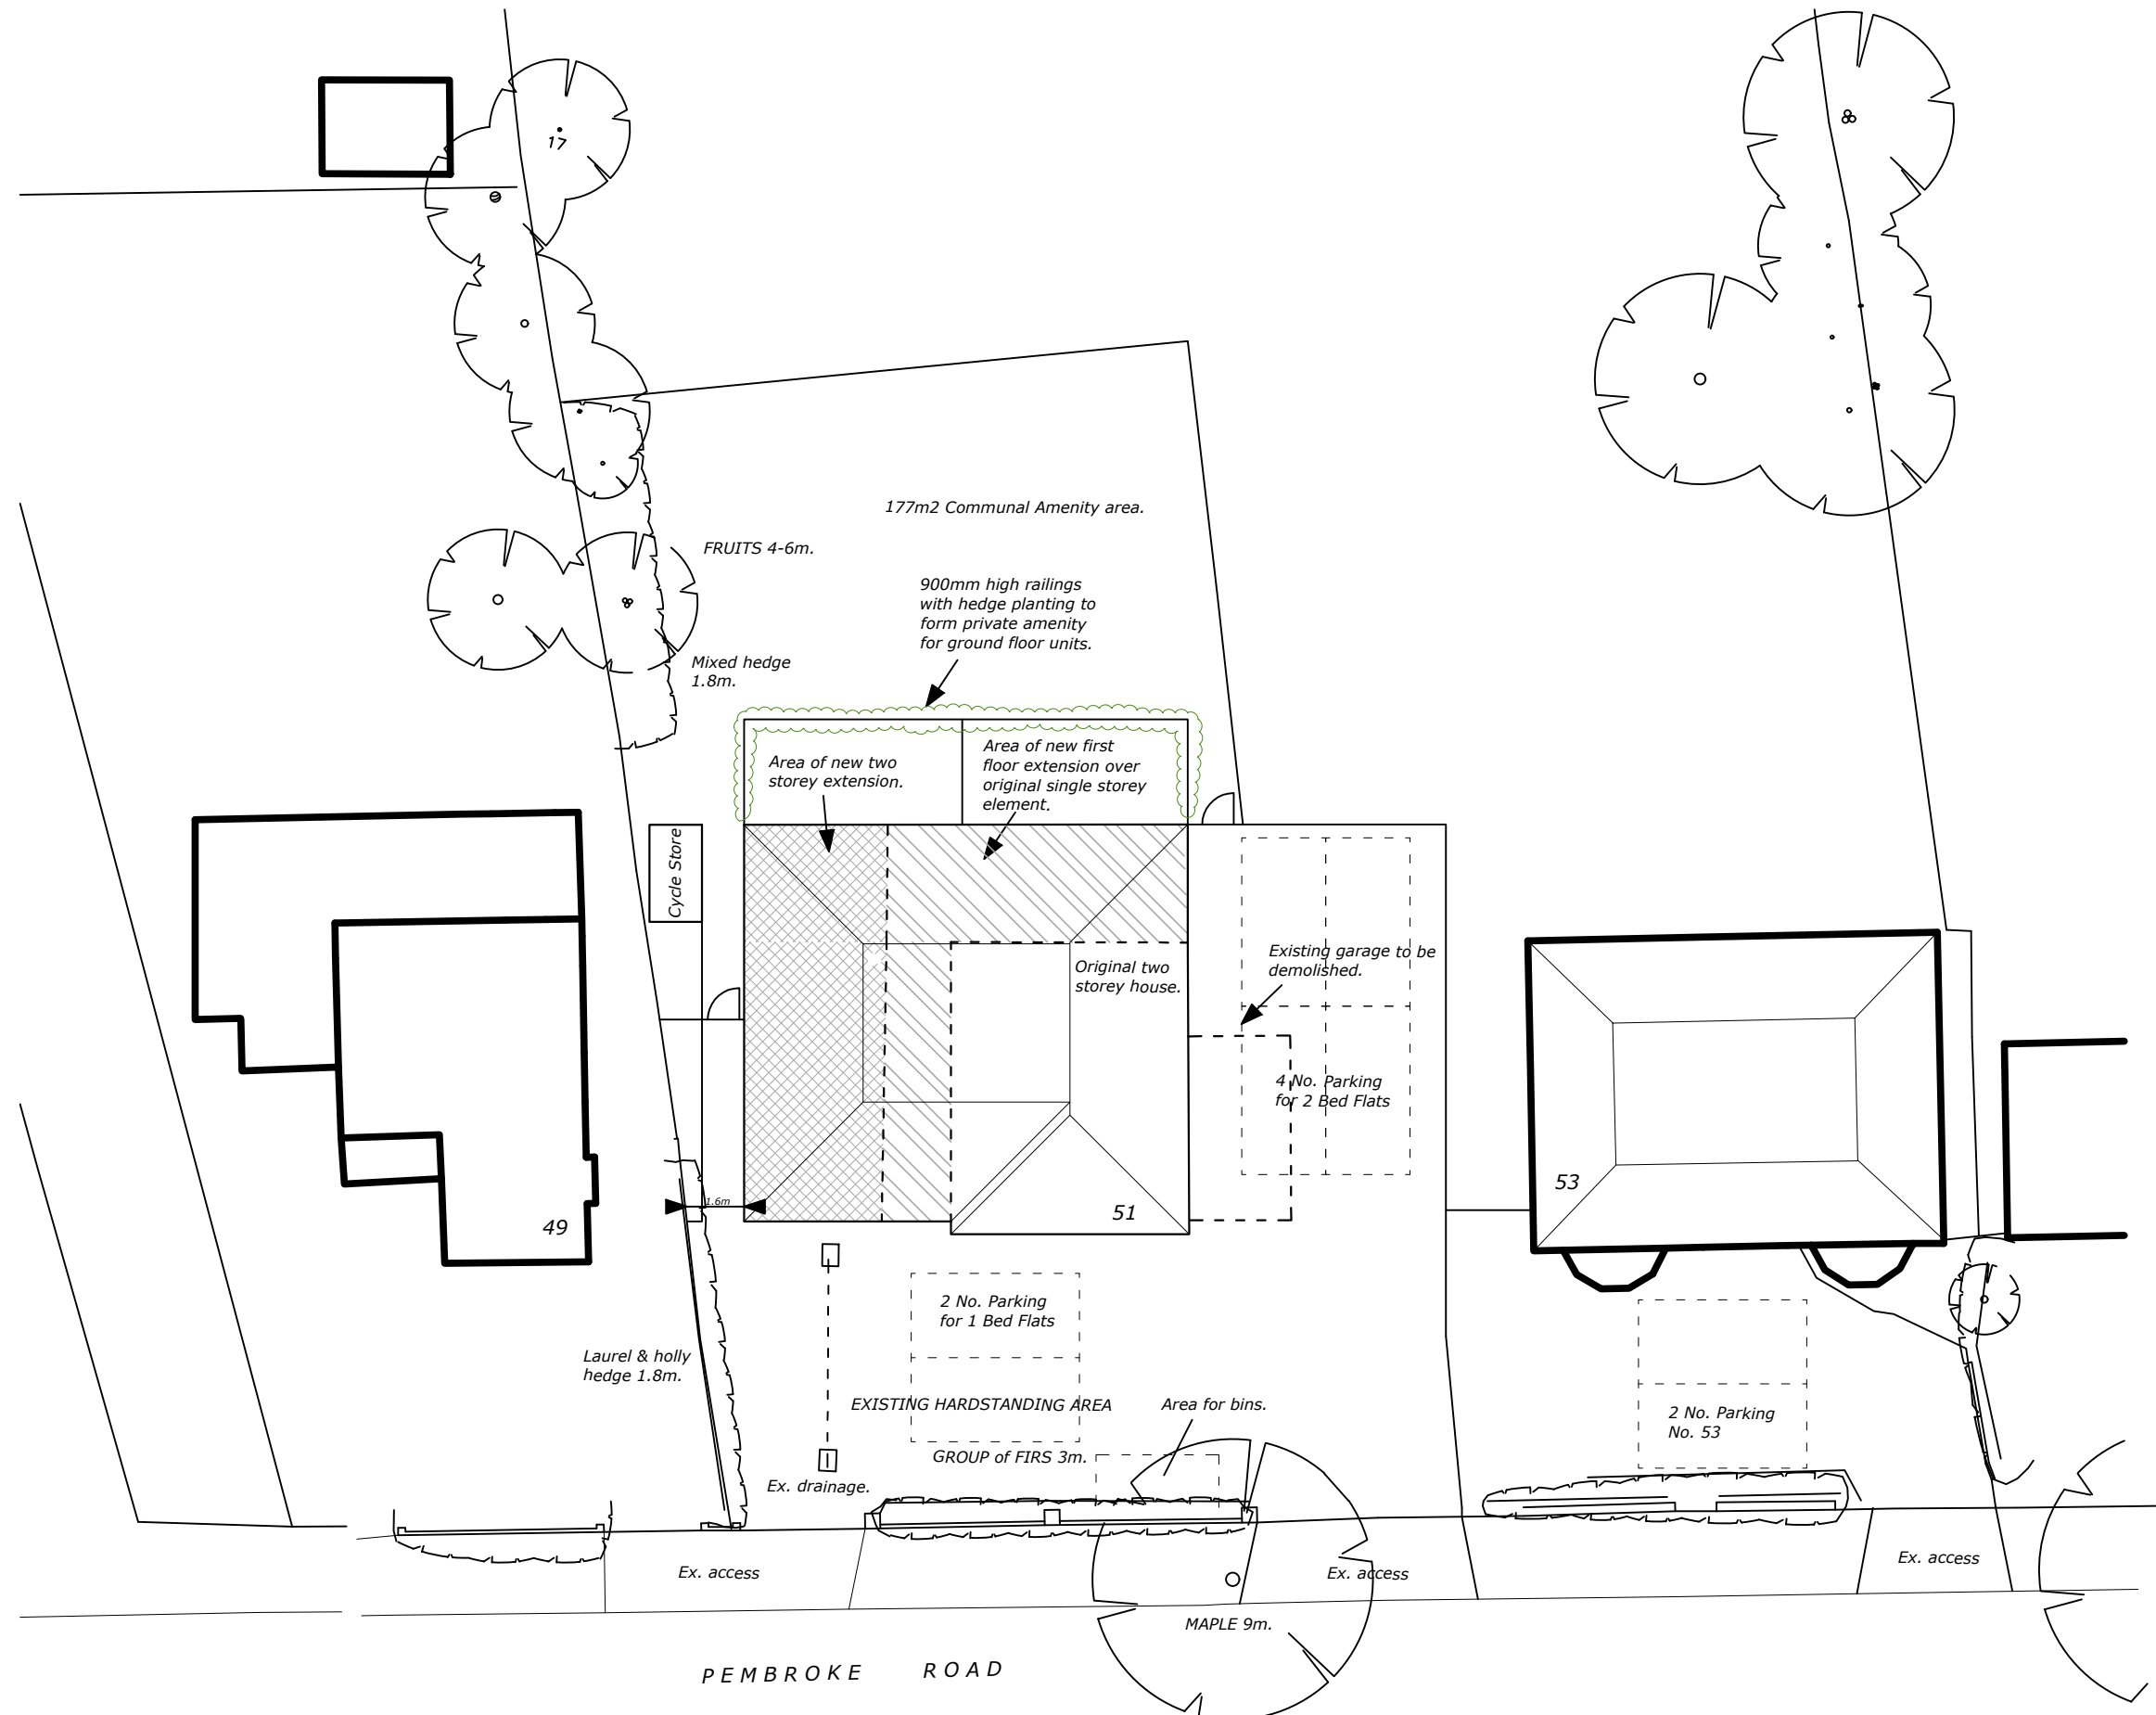 17
177m2 Communal Amenity area.
FRUITS 4-6m.
900mm high railings
with hedge planting to
form private amenity
for ground floor units.
Mixed hedge
1.8m.
Area of new two
storey extension.
Area of new first
floor extension over
original single storey
element.
Cycle Store
Original two
storey house.
Existing garage to be
demolished.
4 No. Parking
for 2 Bed Flats
53
1.6m
49
51
2 No. Parking
for 1 Bed Flats
Laurel & holly
hedge 1.8m.
EXISTING HARDSTANDING AREA
Area for bins.
2 No. Parking
No. 53
GROUP of FIRS 3m.
Ex. drainage.
Ex. access
Ex. access
Ex. access
MAPLE 9m.
PEMBROKE ROAD